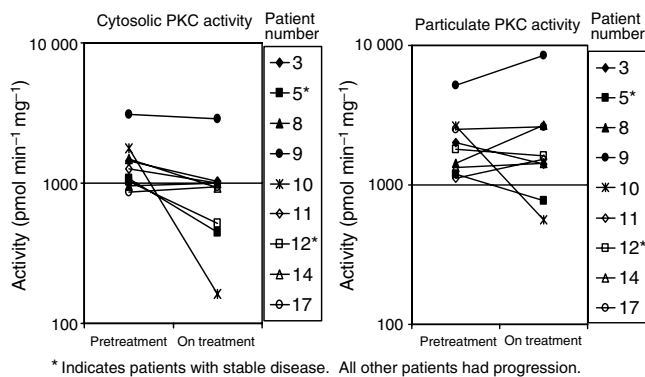 Cytosolic PKC activity
Patient number
10 000
1000
100
Activity (pmol min⁻¹ mg⁻¹)
Pretreatment On treatment
3
5*
8
9
10
11
12*
14
17
Particulate PKC activity
Patient number
10 000
1000
100
Activity (pmol min⁻¹ mg⁻¹)
Pretreatment On treatment
3
5*
8
9
10
11
12*
14
17
* Indicates patients with stable disease. All other patients had progression.